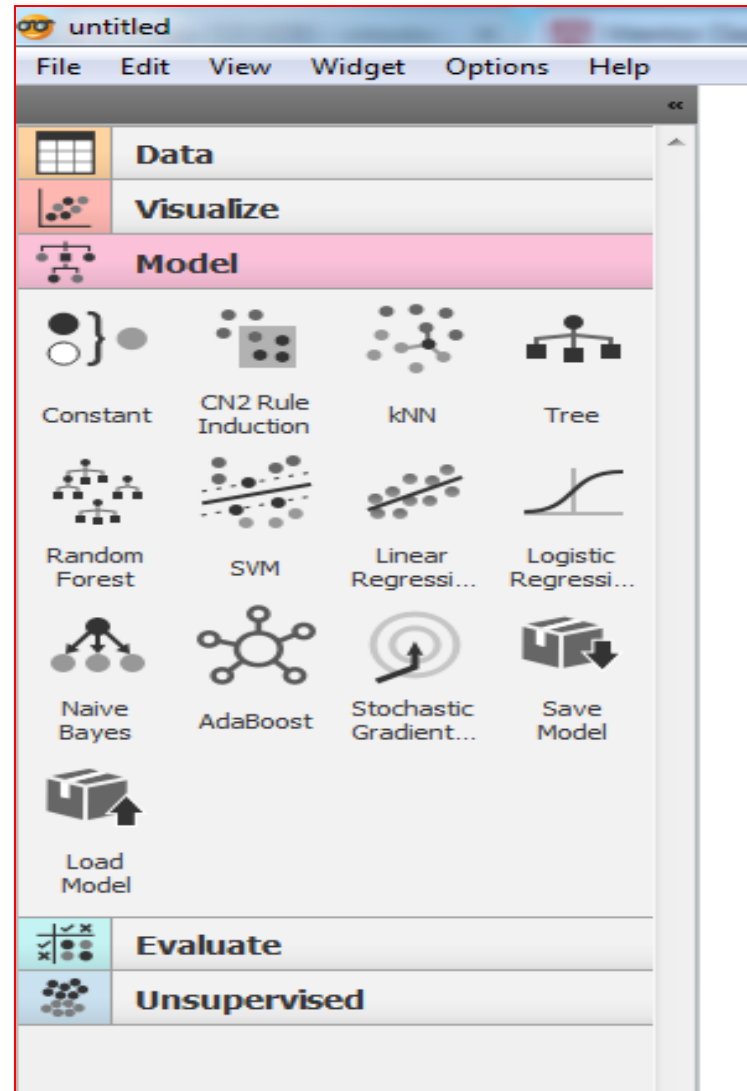 untitled
File Edit View Widget Options Help
Data
Visualize
Model
Constant
CN2 Rule
Induction
kNN
Tree
Random
Forest
SVM
Linear
Regressi...
Logistic
Regressi...
Naive
Bayes
AdaBoost
Stochastic
Gradient...
Save
Model
Load
Model
Evaluate
Unsupervised